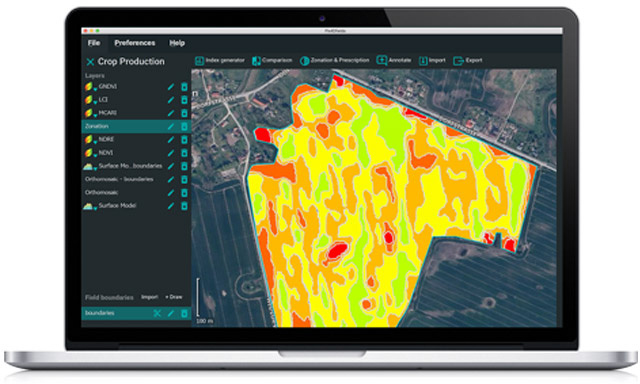 Pix4Dfields
File Preferences Help
Crop Production
Index generator Comparison Zonation & Prescription Annotate Import Export
Layers
GNDVI
LCI
MCARI
Zonation
NDRE
NDVI
Surface Mo... boundaries
Orthomosaic - boundaries
Orthomosaic
Surface Model
Field boundaries Import + Draw
boundaries
100 m